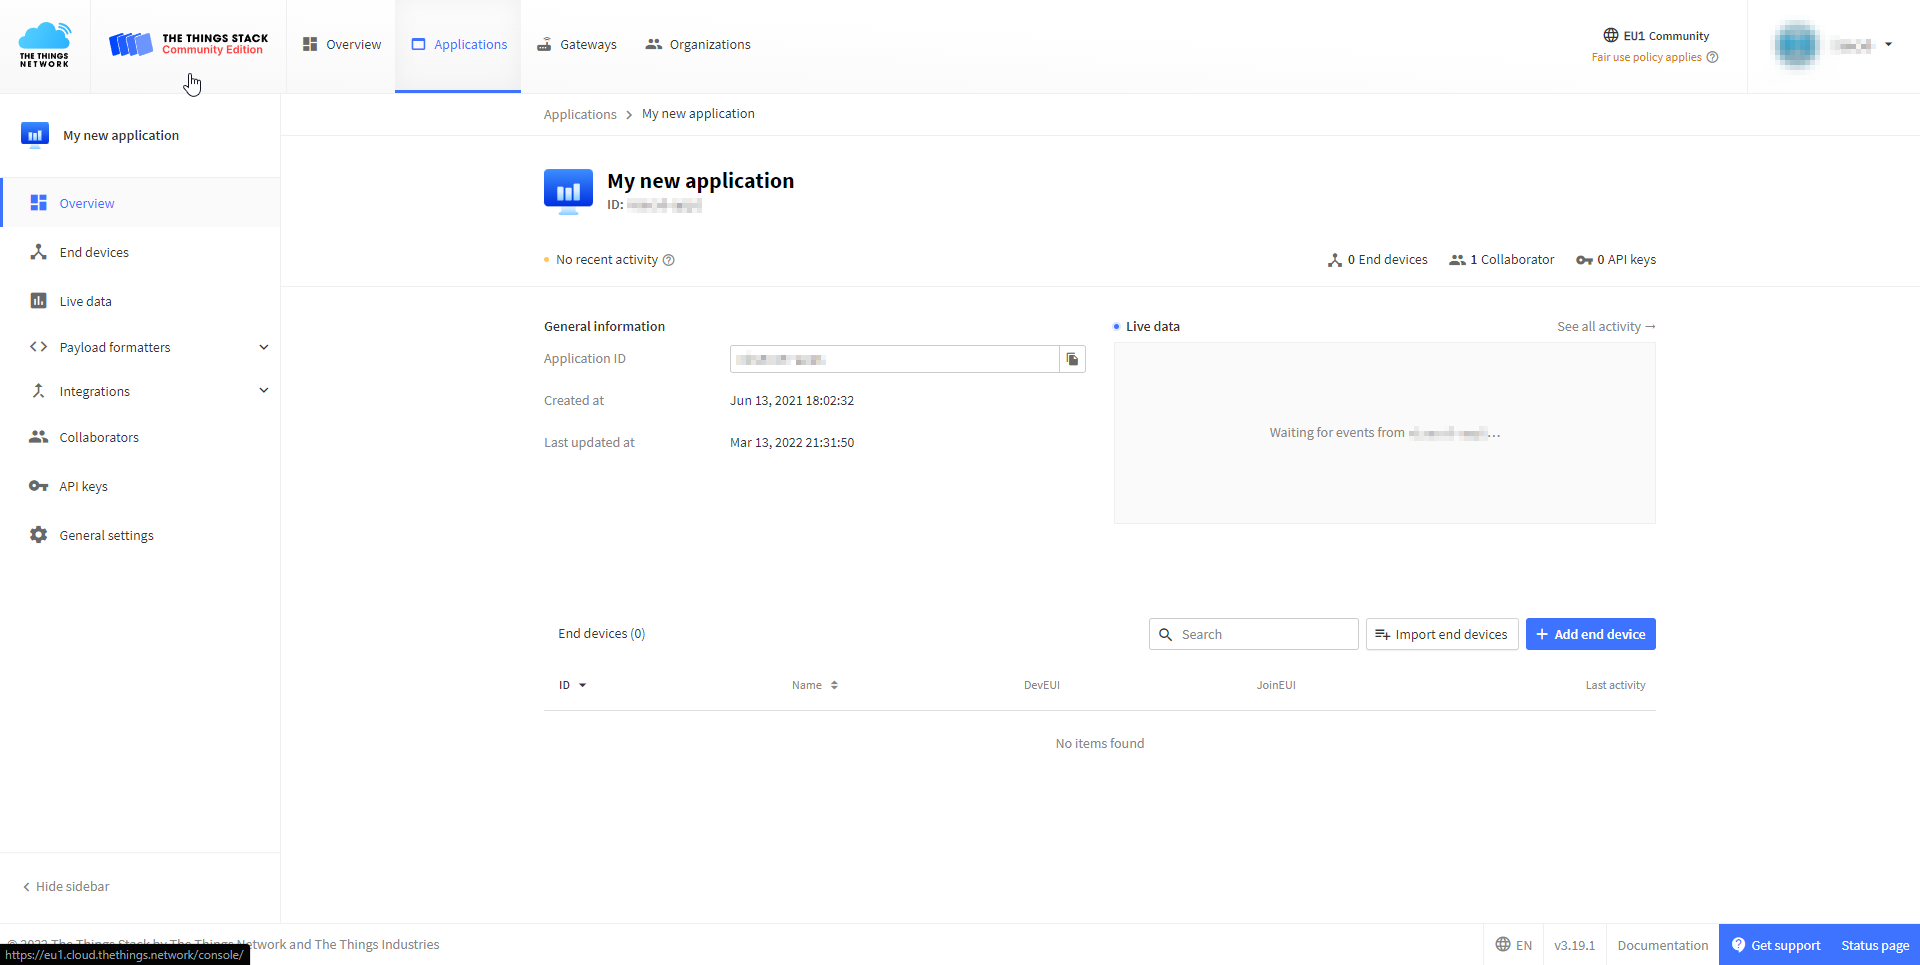 THE THINGS NETWORK
THE THINGS STACK
Community Edition
Overview
Applications
Gateways
Organizations
EU1 Community
Fair use policy applies
My new application
Overview
End devices
Live data
Payload formatters
Integrations
Collaborators
API keys
General settings
Hide sidebar
Applications > My new application
My new application
ID:
No recent activity
0 End devices
1 Collaborator
0 API keys
General information
Application ID
Created at Jun 13, 2021 18:02:32
Last updated at Mar 13, 2022 21:31:50
Live data
See all activity →
Waiting for events from ...
End devices (0)
Search
Import end devices
+ Add end device
ID Name DevEUI JoinEUI Last activity
No items found
© 2022 The Things Stack by The Things Network and The Things Industries
https://eu1.cloud.thethings.network/console/
EN
v3.19.1
Documentation
Get support
Status page